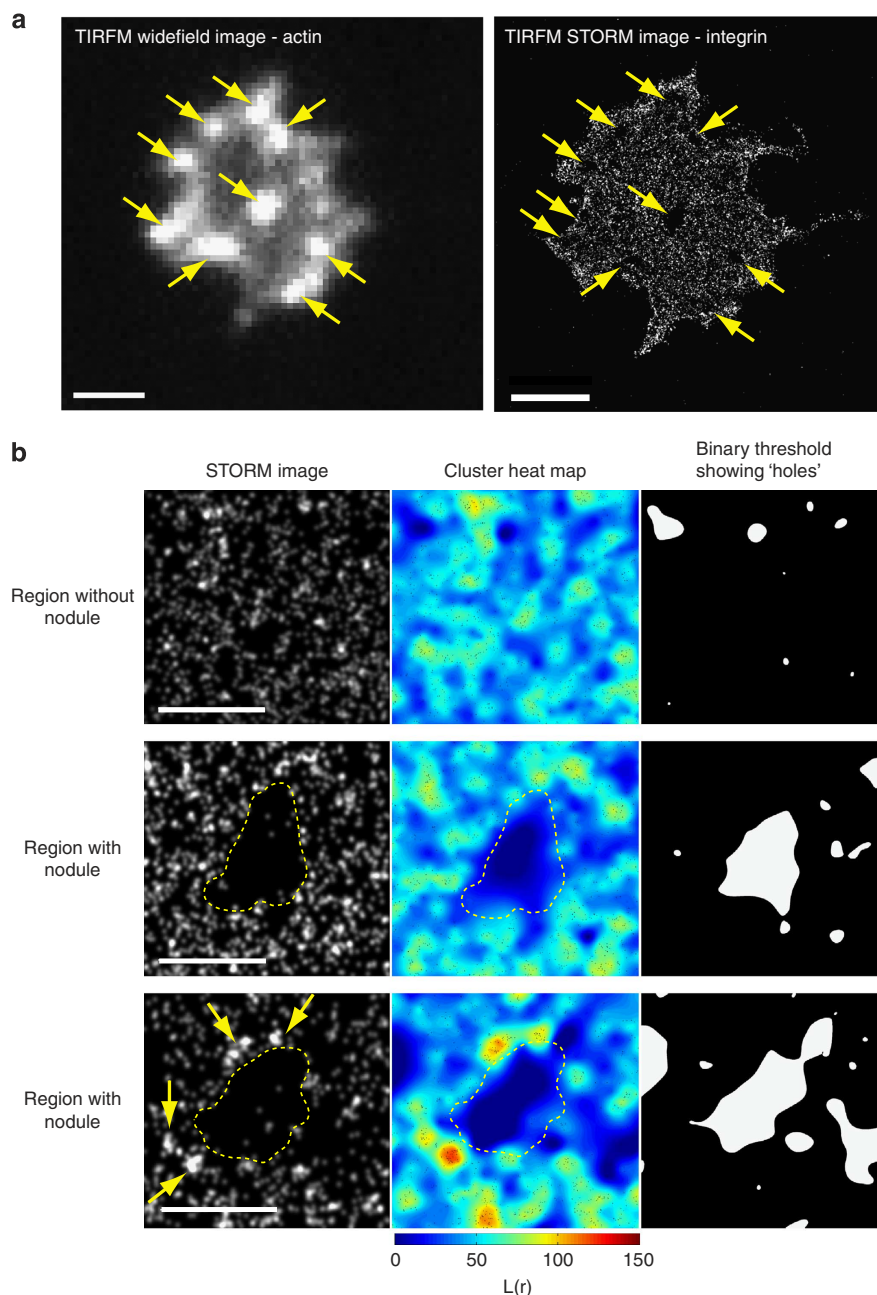 a
TIRFM widefield image - actin
TIRFM STORM image - integrin
b
STORM image
Cluster heat map
Binary threshold
showing ‘holes’
Region without
nodule
Region with
nodule
Region with
nodule
0
50
100
150
L(r)